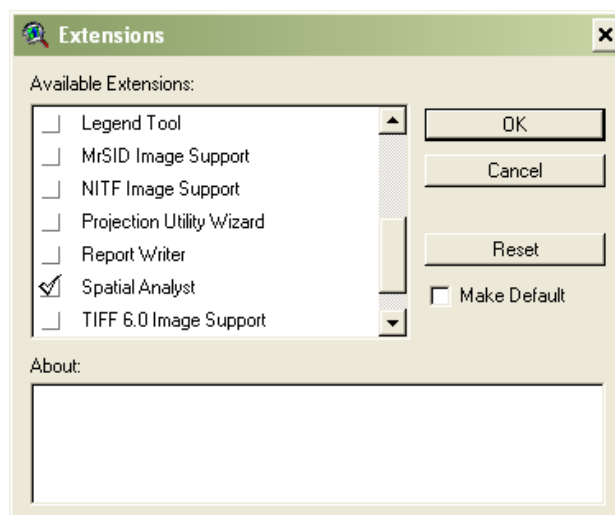 Extensions
Available Extensions:
Legend Tool
MrSID Image Support
NITF Image Support
Projection Utility Wizard
Report Writer
Spatial Analyst
TIFF 6.0 Image Support
OK
Cancel
Reset
Make Default
About: